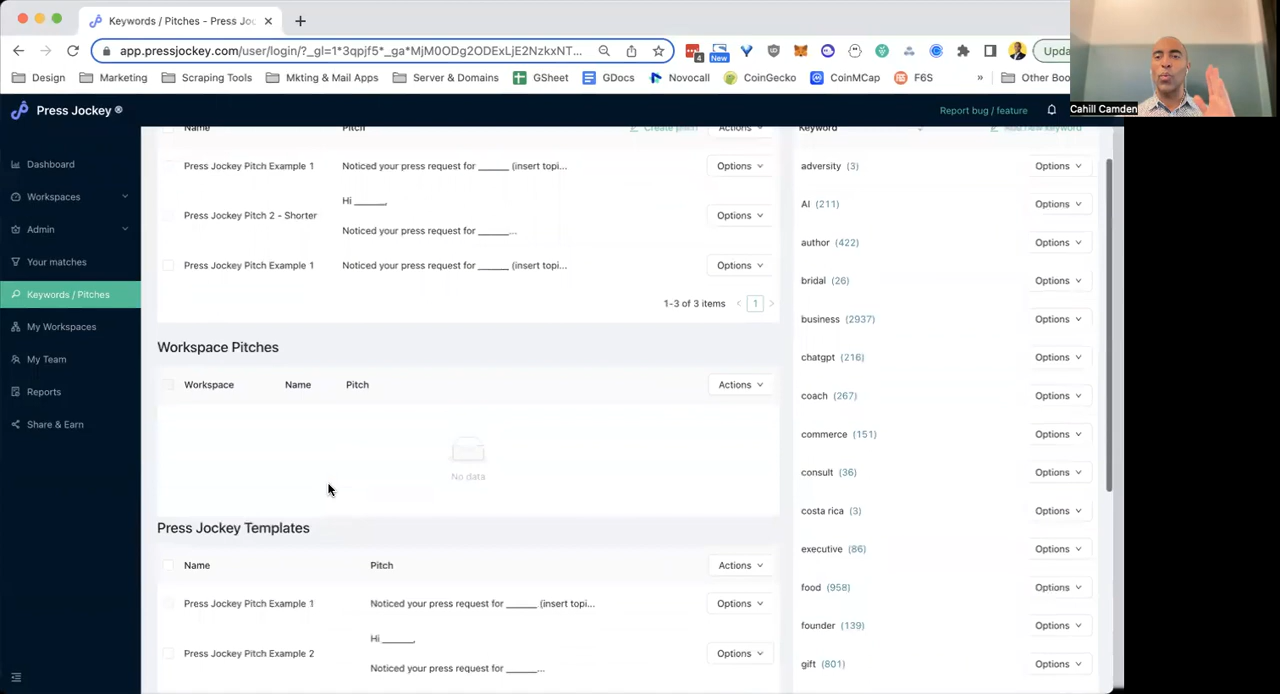 Keywords / Pitches - Press Joc
app.pressjockey.com/user/login/?_gl=1*3qpjf5*_ga*MjM0ODg2ODExLjE2NzkxNT...
4
New
Upda
Design
Marketing
Scraping Tools
Mkting & Mail Apps
Server & Domains
GSheet
GDocs
Novocall
CoinGecko
CoinMCap
F6S
»
Other Boo
Cahill Camden
Press Jockey ®
Report bug / feature
Dashboard
Workspaces
Admin
Your matches
Keywords / Pitches
My Workspaces
My Team
Reports
Share & Earn
Name Pitch Create pitch Actions
Press Jockey Pitch Example 1 Noticed your press request for ______ (insert topi... Options
Hi ______,
Press Jockey Pitch 2 - Shorter Options
Noticed your press request for ______...
Press Jockey Pitch Example 1 Noticed your press request for ______ (insert topi... Options
1-3 of 3 items < 1 >
Workspace Pitches
Workspace Name Pitch Actions
No data
Press Jockey Templates
Name Pitch Actions
Press Jockey Pitch Example 1 Noticed your press request for ______ (insert topi... Options
Hi ______,
Press Jockey Pitch Example 2 Options
Noticed your press request for ______...
Keyword
adversity (3) Options
AI (211) Options
author (422) Options
bridal (26) Options
business (2937) Options
chatgpt (216) Options
coach (267) Options
commerce (151) Options
consult (36) Options
costa rica (3) Options
executive (86) Options
food (958) Options
founder (139) Options
gift (801) Options